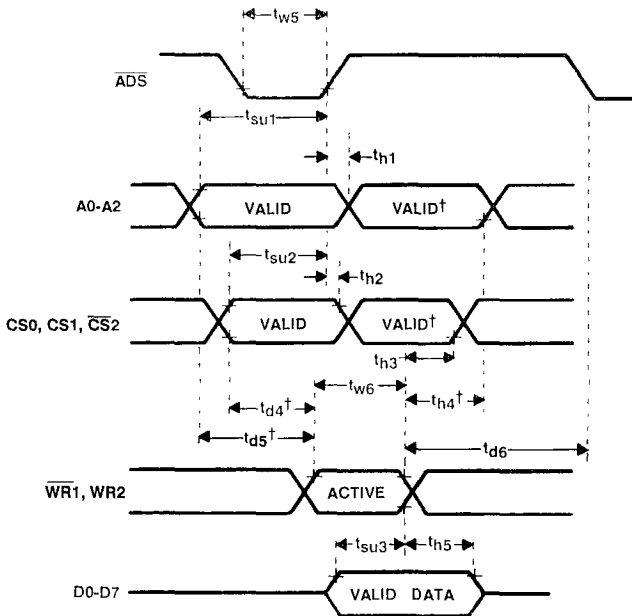 tw5
ADS
tsu1
th1
A0-A2
VALID
VALID†
tsu2
th2
CS0, CS1, CS2
VALID
VALID†
th3
tw6
td4†
th4†
td5†
td6
WR1, WR2
ACTIVE
tsu3
th5
D0-D7
VALID DATA